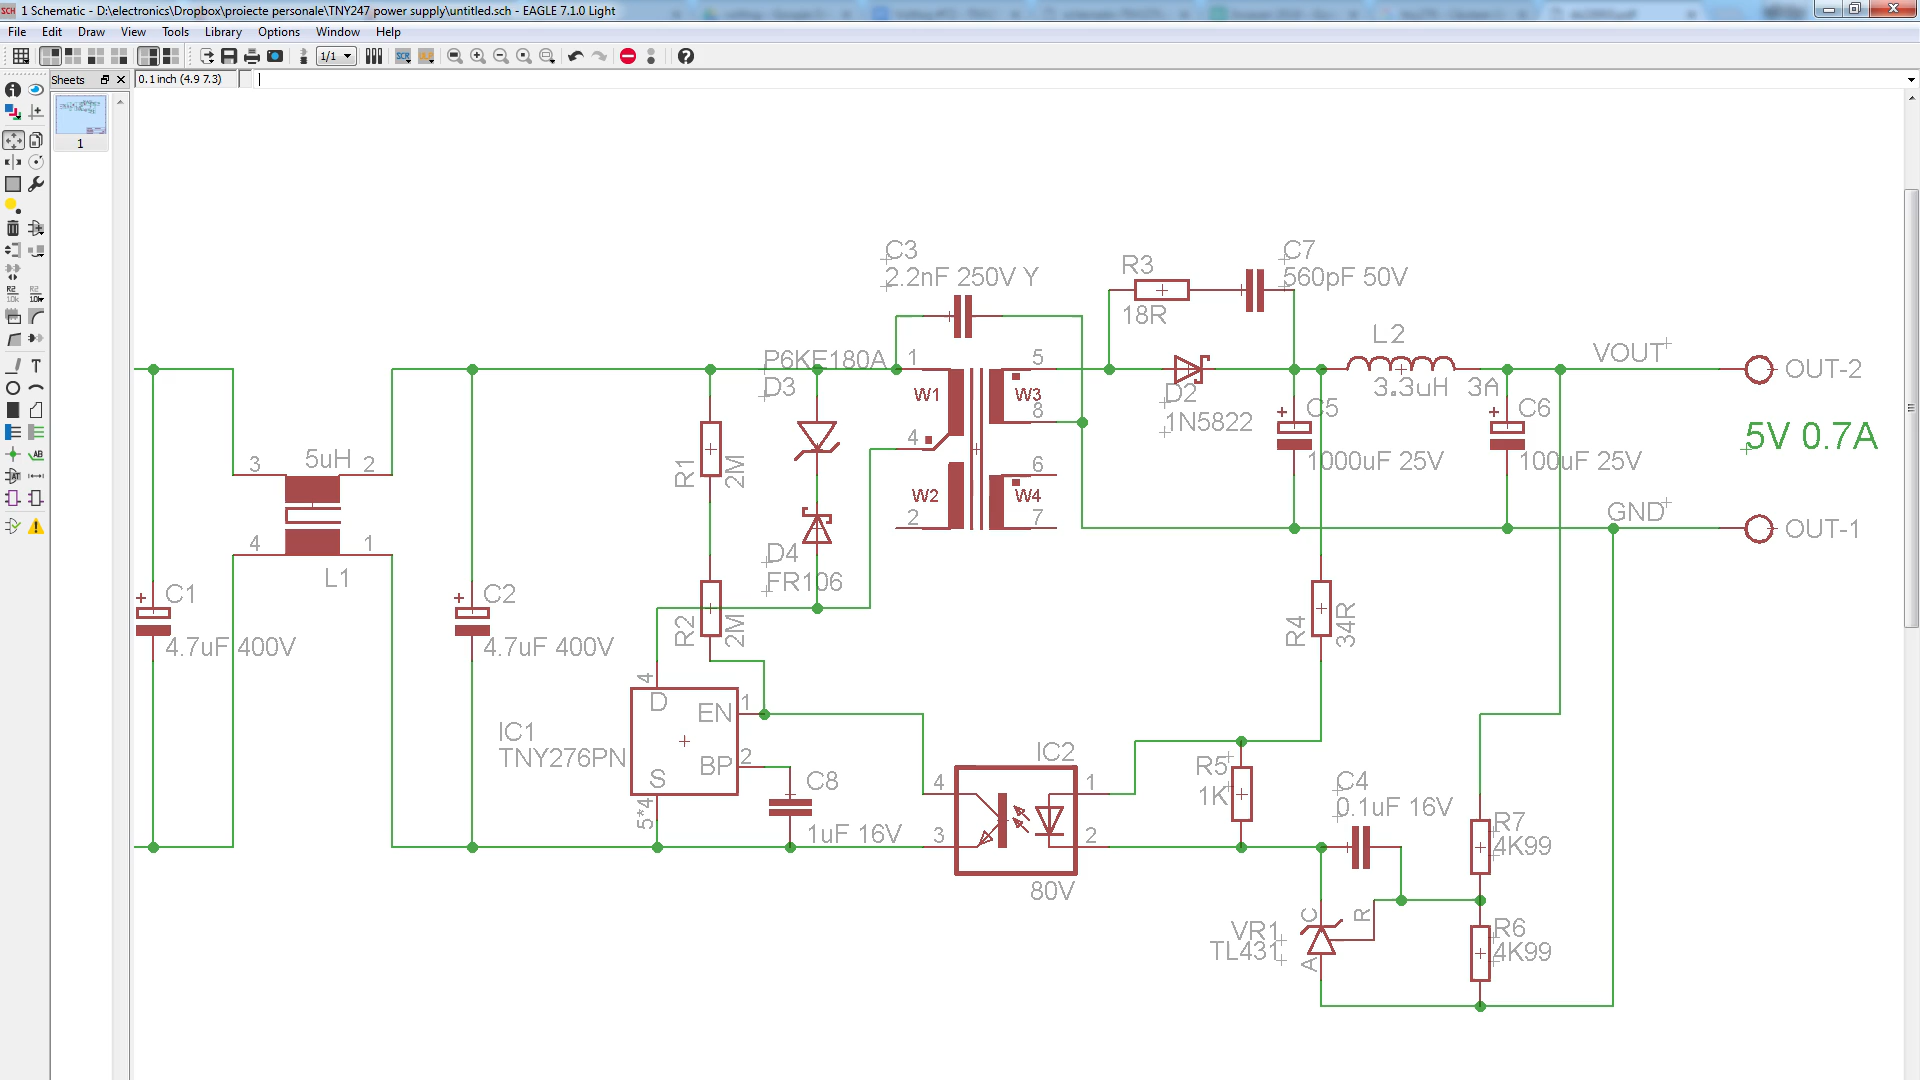 1 Schematic - D:\electronics\Dropbox\proiecte personale\TNY247 power supply\untitled.sch - EAGLE 7.1.0 Light
File Edit Draw View Tools Library Options Window Help
1/1
Sheets
0.1 inch (4.9 7.3)
1
C3
2.2nF 250V Y
R3
18R
C7
560pF 50V
L2
3.3uH 3A
VOUT
OUT-2
P6KE180A
D3
1
5
W1
W3
8
4
D2
1N5822
C5
1000uF 25V
C6
100uF 25V
5V 0.7A
3
5uH
2
R1
2M
6
W2
W4
2
7
GND
OUT-1
4
1
L1
D4
FR106
C1
4.7uF 400V
C2
4.7uF 400V
R2
2M
R4
34R
4
D
EN
1
IC1
TNY276PN
BP
2
S
5*4
C8
1uF 16V
IC2
4
1
3
2
80V
R5
1K
C4
0.1uF 16V
R7
4K99
VR1
TL431
C
R
A
R6
4K99